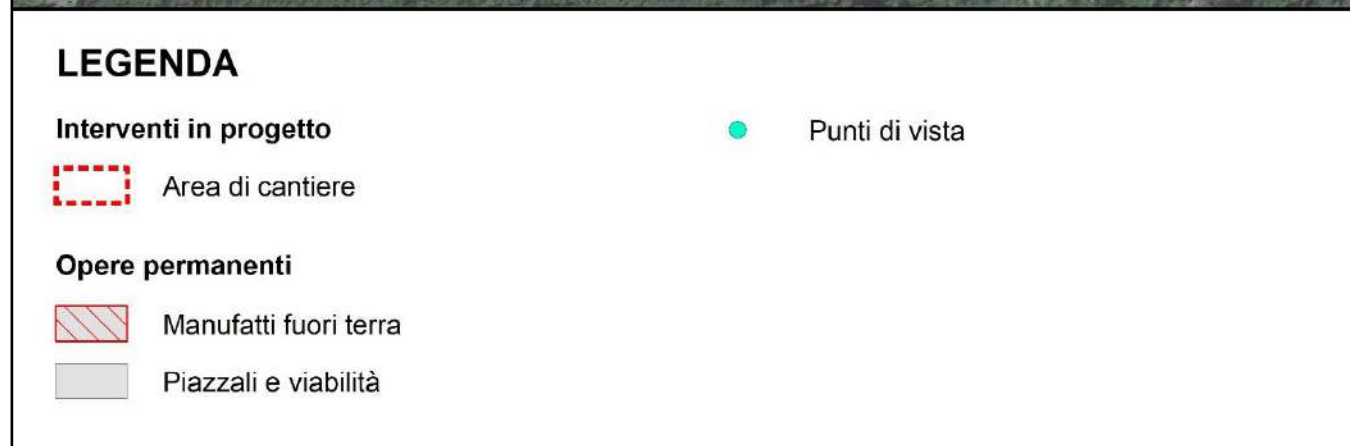 LEGENDA
Interventi in progetto
Area di cantiere
Opere permanenti
Manufatti fuori terra
Piazzali e viabilità
Punti di vista